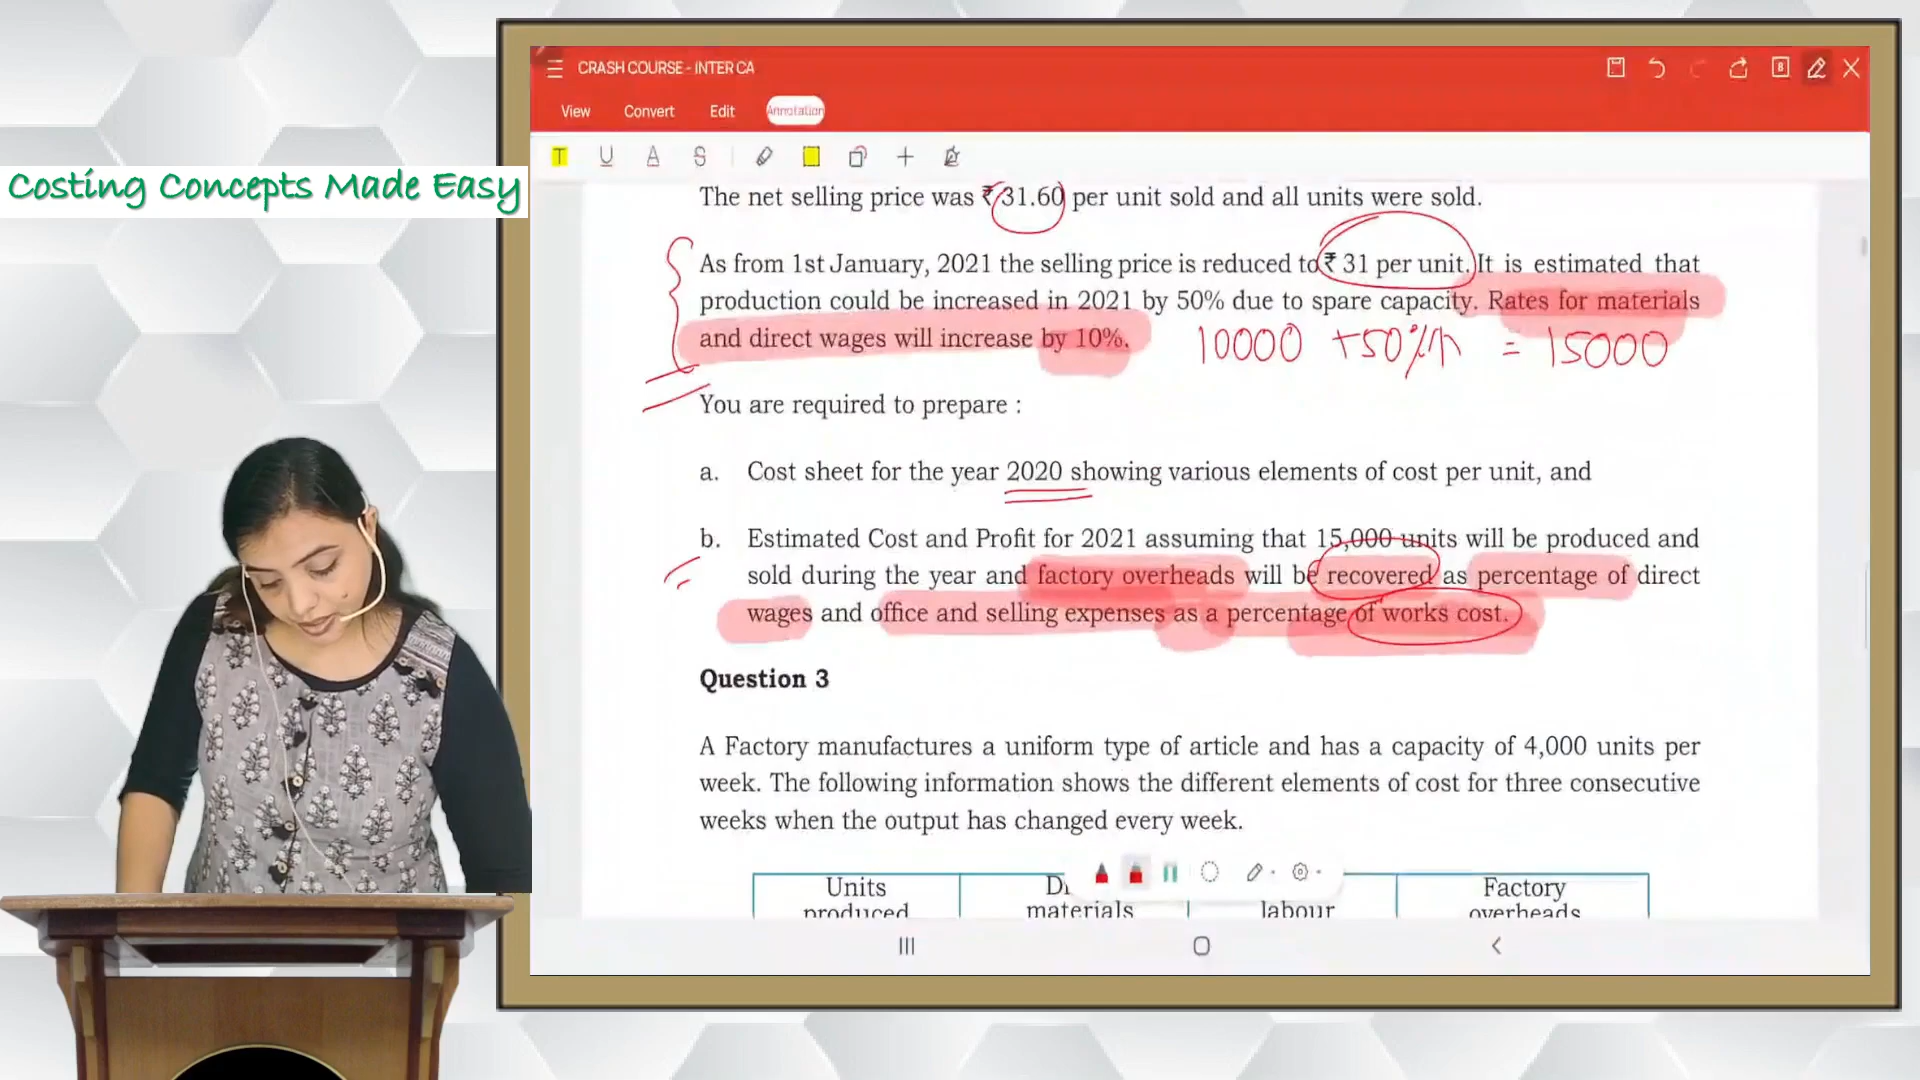 Costing Concepts Made Easy
CRASH COURSE - INTER CA
View Convert Edit Annotation
The net selling price was ₹ 31.60 per unit sold and all units were sold.
As from 1st January, 2021 the selling price is reduced to ₹ 31 per unit. It is estimated that
production could be increased in 2021 by 50% due to spare capacity. Rates for materials
and direct wages will increase by 10%.
10000 +50%↑ = 15000
You are required to prepare :
a. Cost sheet for the year 2020 showing various elements of cost per unit, and
b. Estimated Cost and Profit for 2021 assuming that 15,000 units will be produced and
sold during the year and factory overheads will be recovered as percentage of direct
wages and office and selling expenses as a percentage of works cost.
Question 3
A Factory manufactures a uniform type of article and has a capacity of 4,000 units per
week. The following information shows the different elements of cost for three consecutive
weeks when the output has changed every week.
Units Factory
produced materials labour overheads